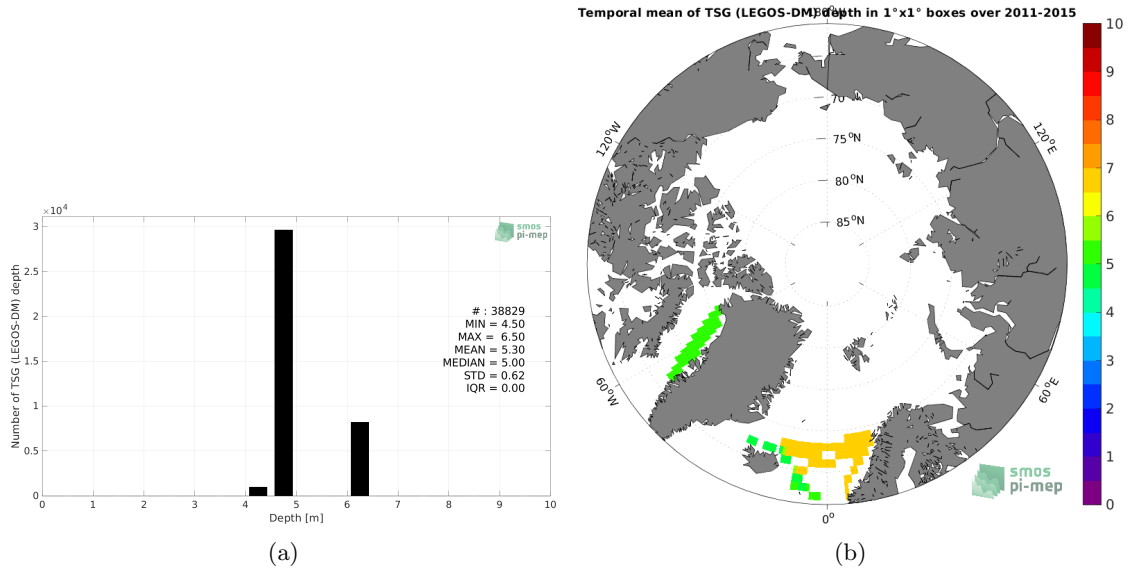 ×10⁴
3
2.5
2
1.5
1
0.5
0
Number of TSG (LEGOS-DM) depth
smos
pi-mep
# : 38829
MIN = 4.50
MAX = 6.50
MEAN = 5.30
MEDIAN = 5.00
STD = 0.62
IQR = 0.00
0 1 2 3 4 5 6 7 8 9 10
Depth [m]
(a)
Temporal mean of TSG (LEGOS-DM) depth in 1°x1° boxes over 2011-2015
180°W
120°W
120°E
70°N
75°N
80°N
85°N
60°W
60°E
0°
smos
pi-mep
10
9
8
7
6
5
4
3
2
1
0
(b)